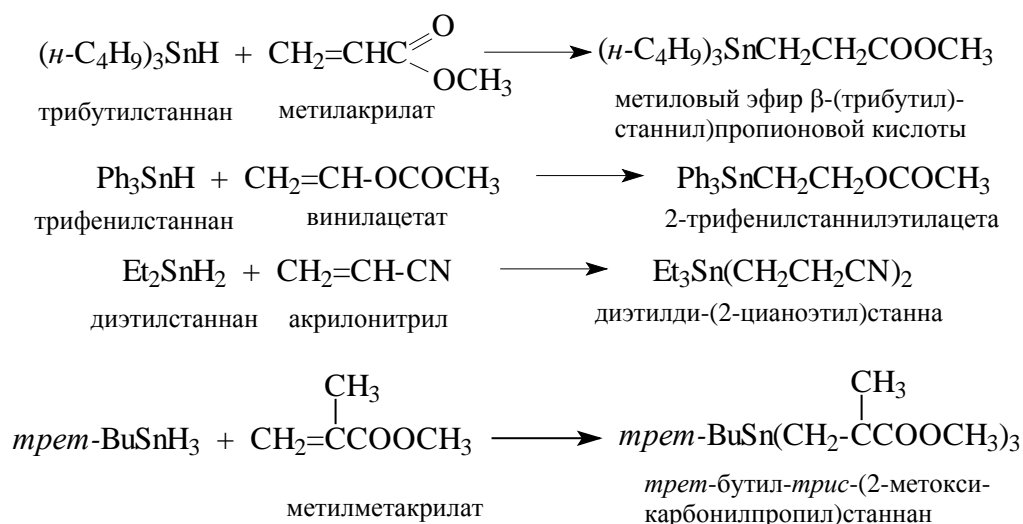 (н-C4H9)3SnH + CH2=CHC O OCH3 (н-C4H9)3SnCH2CH2COOCH3
трибутилстаннан метилакрилат метиловый эфир β-(трибутил)-
станнил)пропионовой кислоты
Ph3SnH + CH2=CH-OCOCH3 Ph3SnCH2CH2OCOCH3
трифенилстаннан винилацетат 2-трифенилстаннилэтилацета
Et2SnH2 + CH2=CH-CN Et3Sn(CH2CH2CN)2
диэтилстаннан акрилонитрил диэтилди-(2-цианоэтил)станна
CH3 CH3
трет-BuSnH3 + CH2=CCOOCH3 трет-BuSn(CH2-CCOOCH3)3
метилметакрилат трет-бутил-трис-(2-метокси-
карбонилпропил)станнан